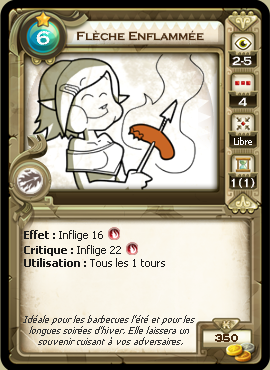 6
FLÈCHE ENFLAMMÉE
2-5
4
Libre
1(1)
Effet : Inflige 16
Critique : Inflige 22
Utilisation : Tous les 1 tours
Idéale pour les barbecues l'été et pour les
longues soirées d'hiver. Elle laissera un
souvenir cuisant à vos adversaires.
K
350